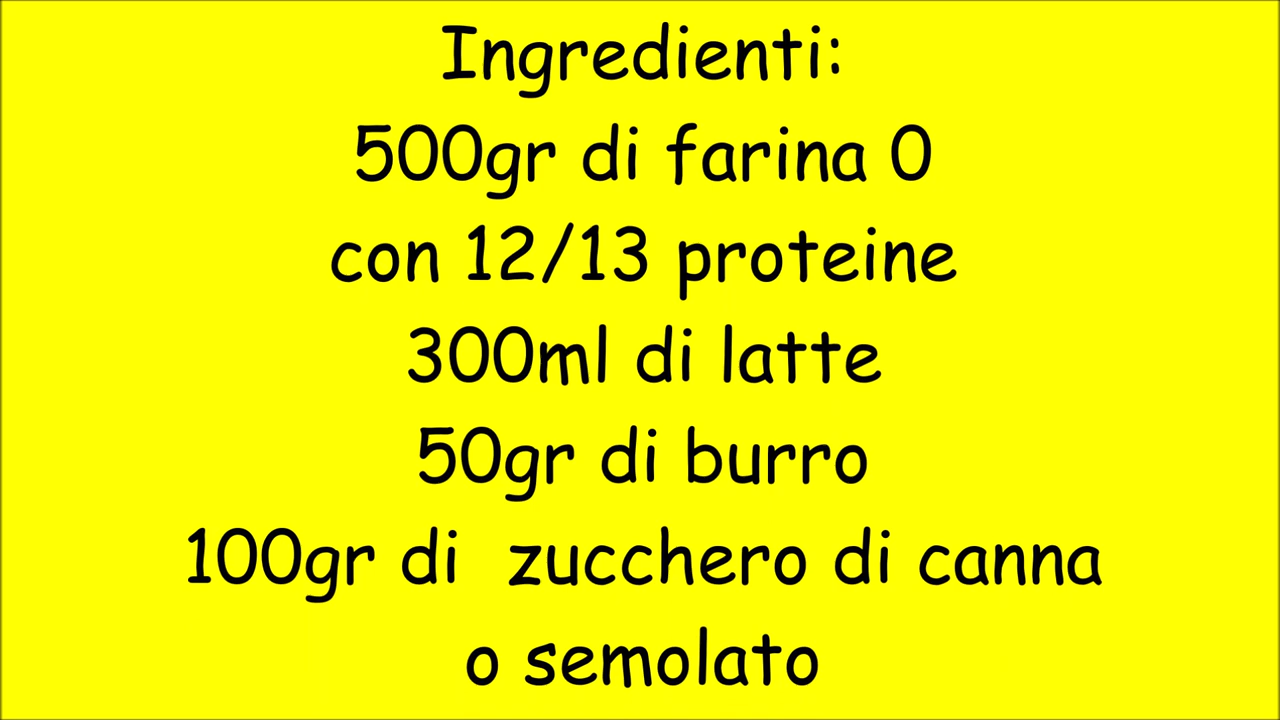 Ingredienti:
500gr di farina 0
con 12/13 proteine
300ml di latte
50gr di burro
100gr di  zucchero di canna
o semolato